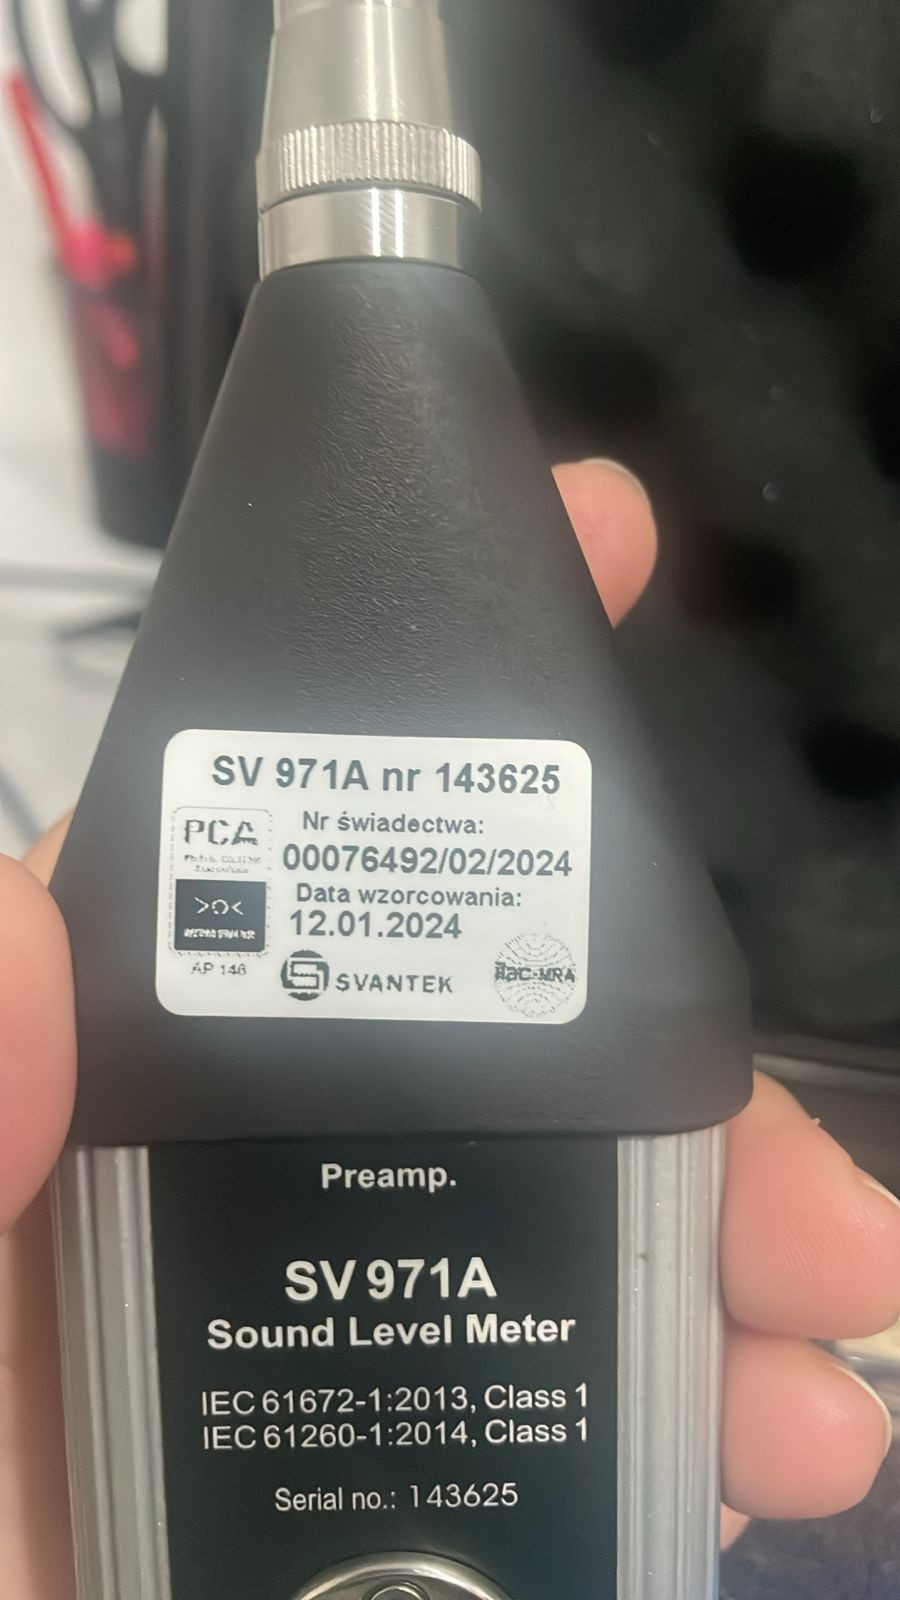 SV 971A nr 143625
PCA
Nr świadectwa:
00076492/02/2024
Data wzorcowania:
12.01.2024
AP 146
SVANTEK
ilac-MRA
Preamp.
SV 971A
Sound Level Meter
IEC 61672-1:2013, Class 1
IEC 61260-1:2014, Class 1
Serial no.: 143625